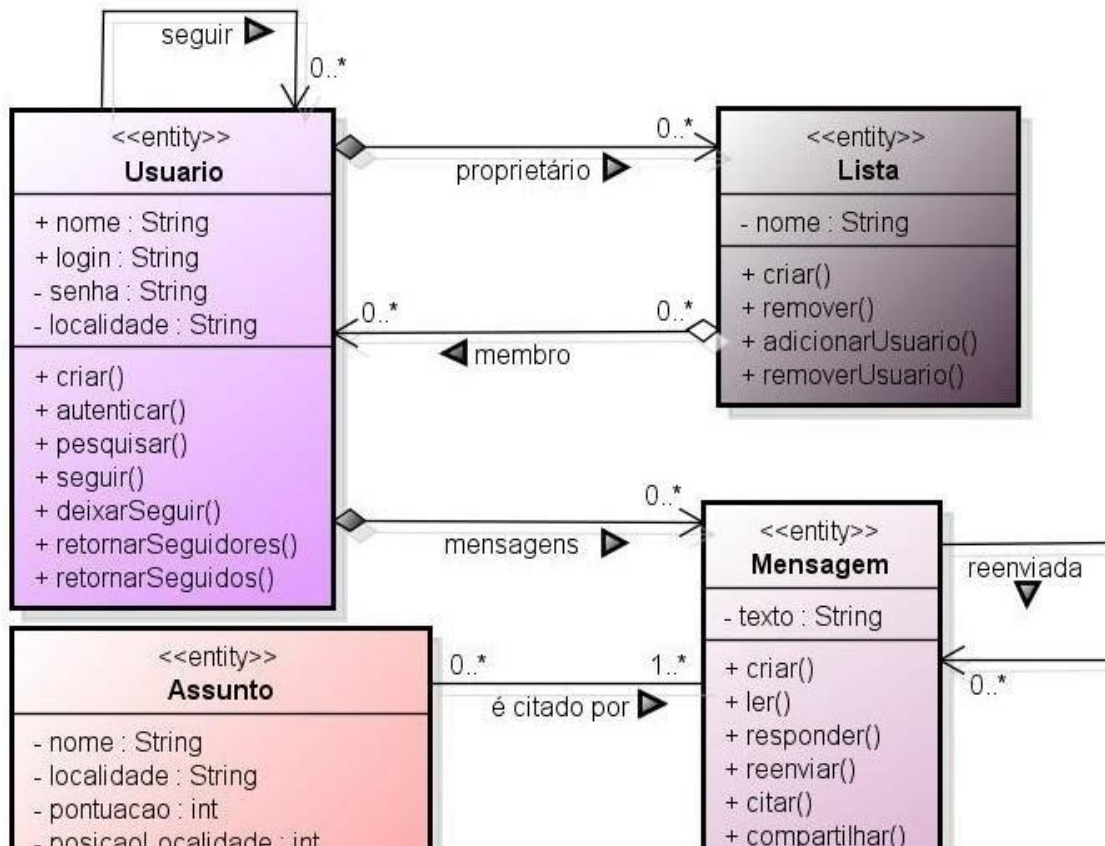 seguir
0..*
<<entity>>
Usuario
+ nome : String
+ login : String
- senha : String
- localidade : String
+ criar()
+ autenticar()
+ pesquisar()
+ seguir()
+ deixarSeguir()
+ retornarSeguidores()
+ retornarSeguidos()
0..*
proprietário
<<entity>>
Lista
- nome : String
+ criar()
+ remover()
+ adicionarUsuario()
+ removerUsuario()
0..*
0..*
membro
0..*
mensagens
<<entity>>
Mensagem
- texto : String
+ criar()
+ ler()
+ responder()
+ reenviar()
+ citar()
+ compartilhar()
reenviada
0..*
0..*
1..*
é citado por
<<entity>>
Assunto
- nome : String
- localidade : String
- pontuacao : int
- posicaoLocalidade : int